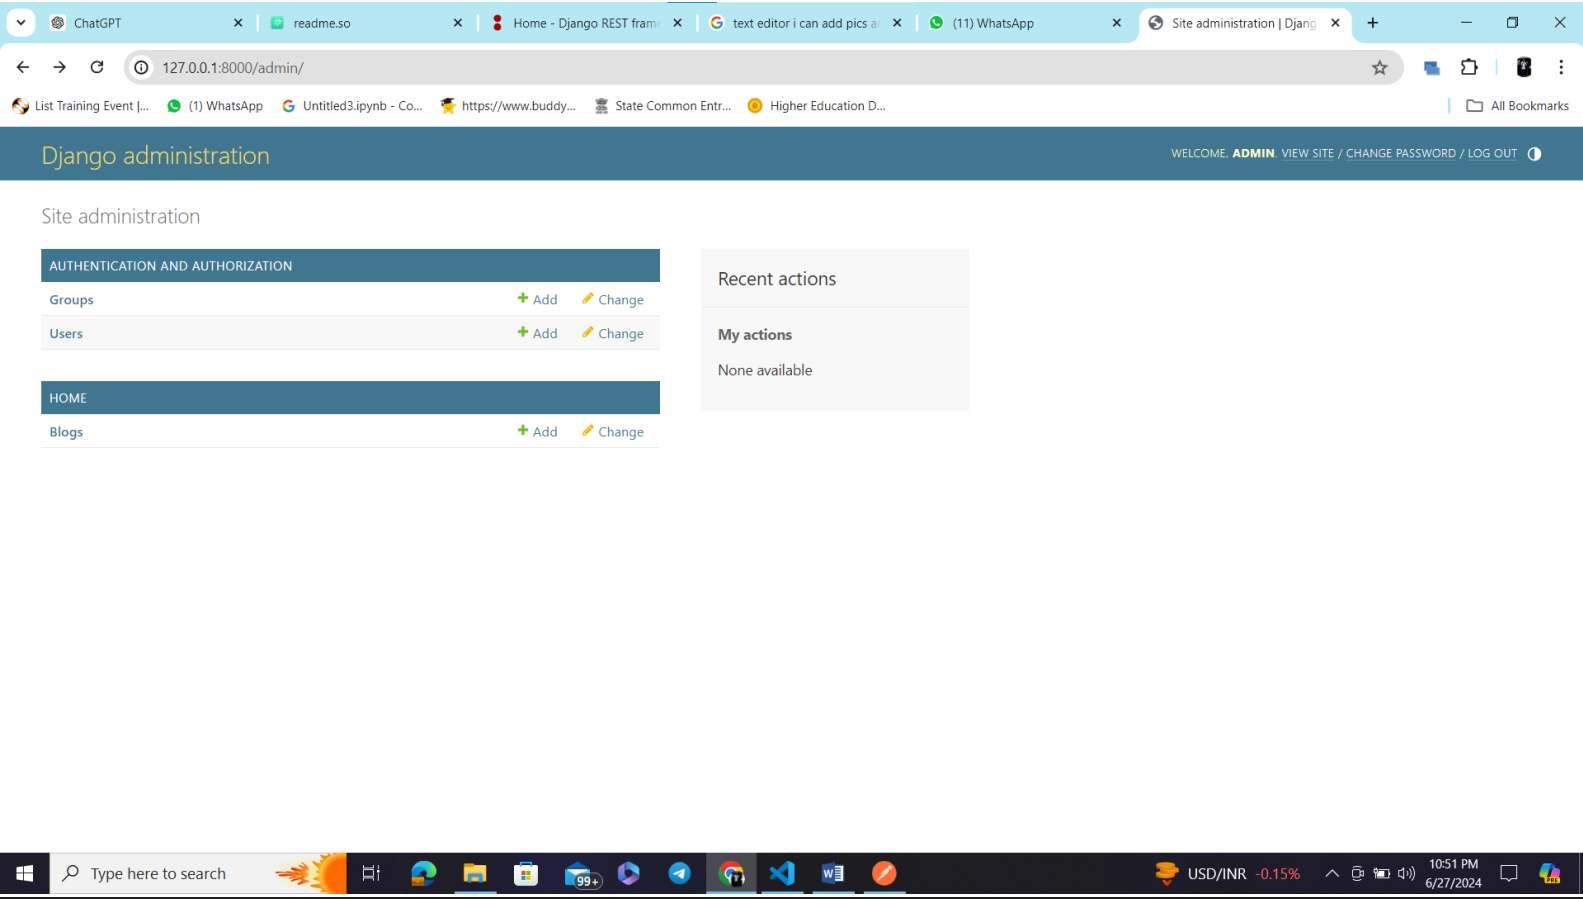 ChatGPT
readme.so
Home - Django REST fram
text editor i can add pics a
(11) WhatsApp
Site administration | Djang
127.0.0.1:8000/admin/
List Training Event |...
(1) WhatsApp
Untitled3.ipynb - Co...
https://www.buddy...
State Common Entr...
Higher Education D...
All Bookmarks
Django administration
WELCOME, ADMIN. VIEW SITE / CHANGE PASSWORD / LOG OUT
Site administration
AUTHENTICATION AND AUTHORIZATION
Groups Add Change
Users Add Change
HOME
Blogs Add Change
Recent actions
My actions
None available
Type here to search
99+
USD/INR -0.15%
10:51 PM
6/27/2024
PRE